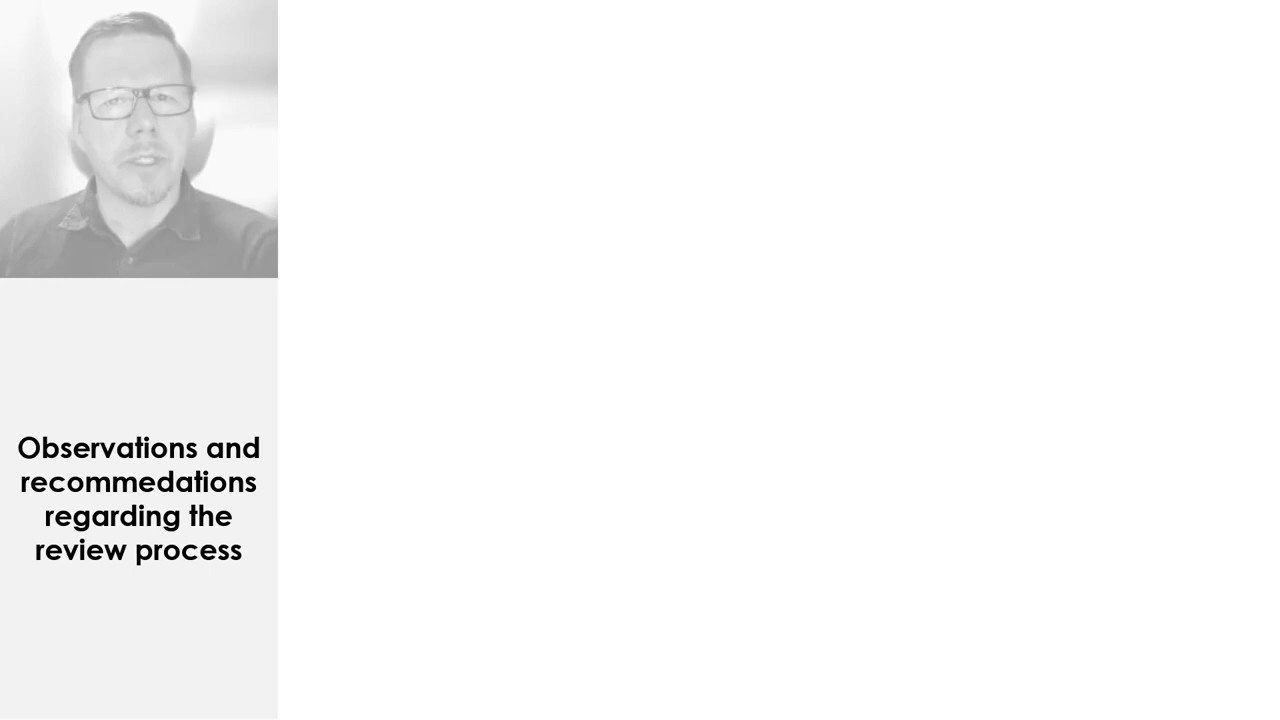 Observations and
recommedations
regarding the
review process